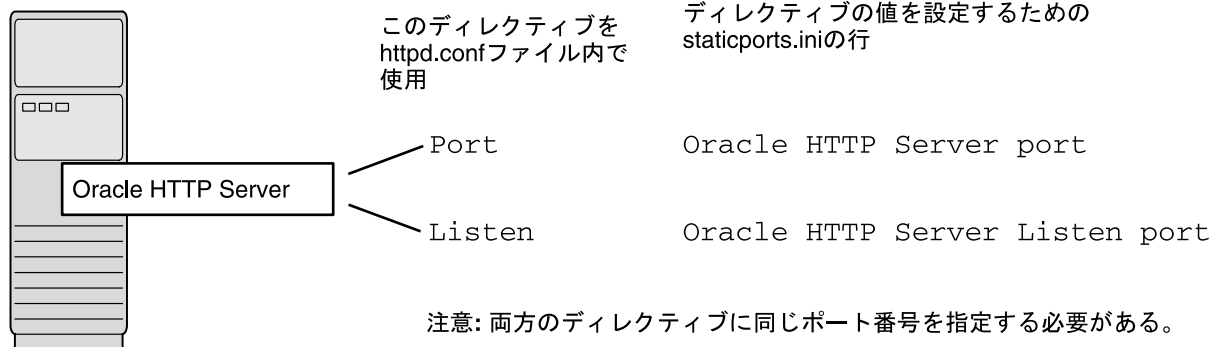 このディレクティブを
httpd.confファイル内で
使用
ディレクティブの値を設定するための
staticports.iniの行
Oracle HTTP Server
Port
Oracle HTTP Server port
Listen
Oracle HTTP Server Listen port
注意: 両方のディレクティブに同じポート番号を指定する必要がある。